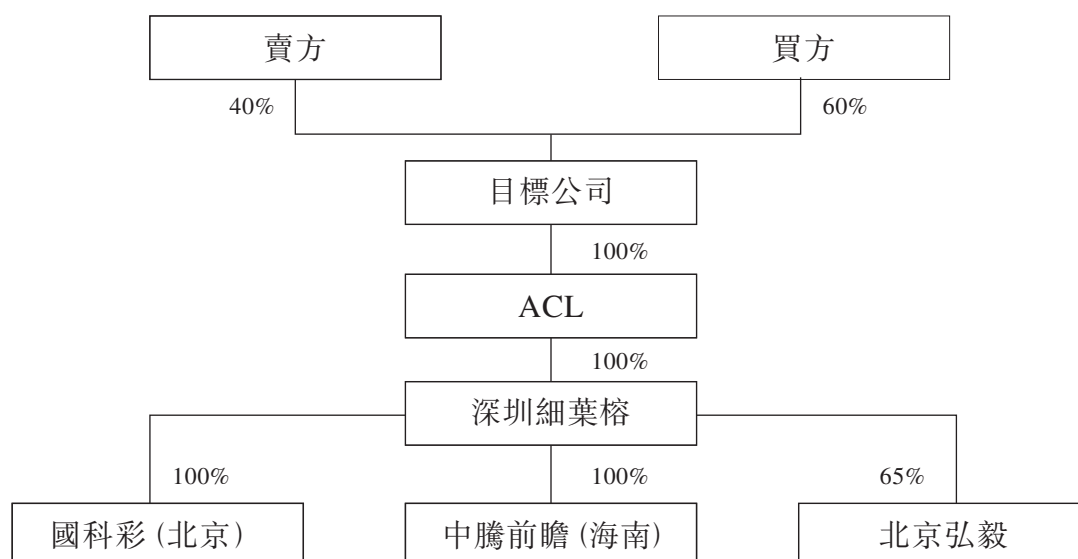 賣方
買方
40%
60%
目標公司
100%
ACL
100%
深圳細葉榕
100%
100%
65%
國科彩(北京)
中騰前瞻(海南)
北京弘毅